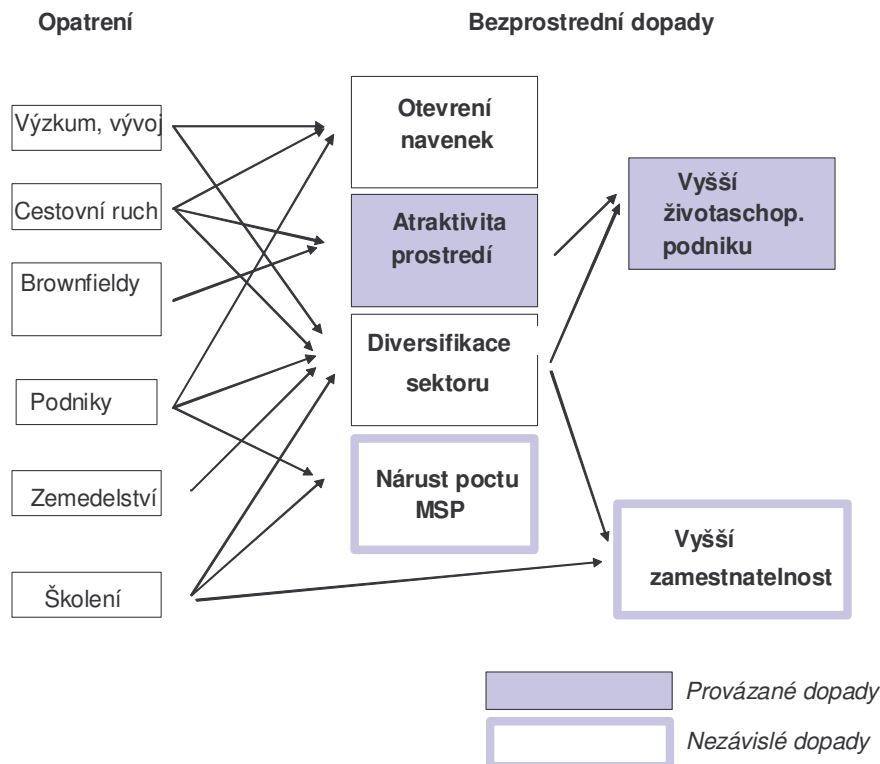 Opatrení
Bezprostrední dopady
Výzkum, vývoj
Cestovní ruch
Brownfieldy
Podniky
Zemedelství
Školení
Otevrení
navenek
Atraktivita
prostredí
Diversifikace
sektoru
Nárust poctu
MSP
Vyšší
životaschop.
podniku
Vyšší
zamestnatelnost
Provázané dopady
Nezávislé dopady